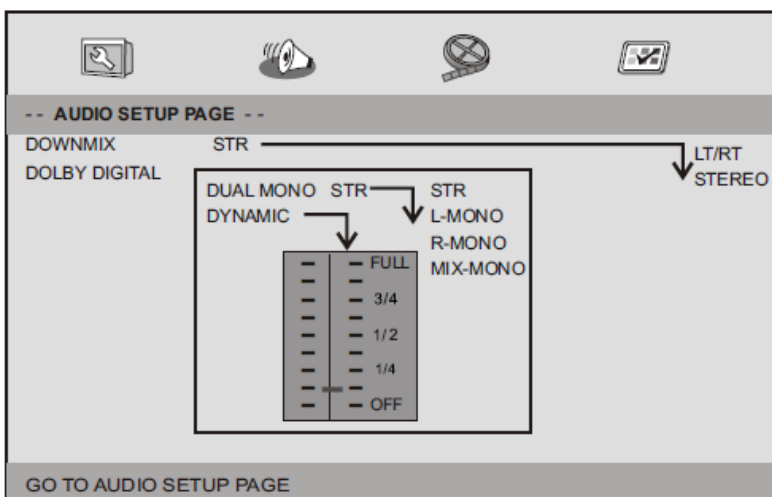 -- AUDIO SETUP PAGE --
DOWNMIX STR LT/RT
STEREO
DOLBY DIGITAL
DUAL MONO STR STR
DYNAMIC L-MONO
R-MONO
MIX-MONO
FULL
3/4
1/2
1/4
OFF
GO TO AUDIO SETUP PAGE